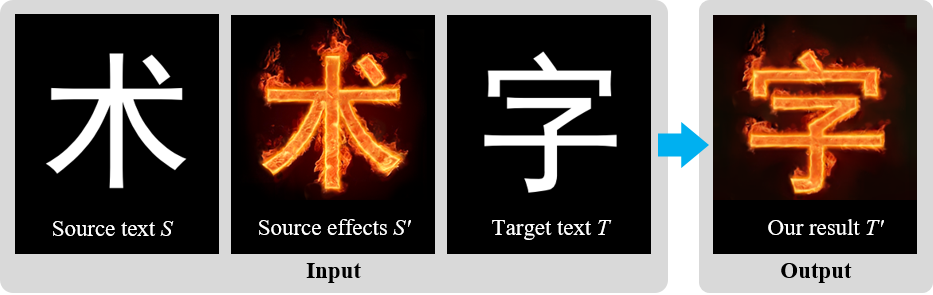 术
术
字
字
Source text S
Source effects S′
Target text T
Our result T′
Input
Output